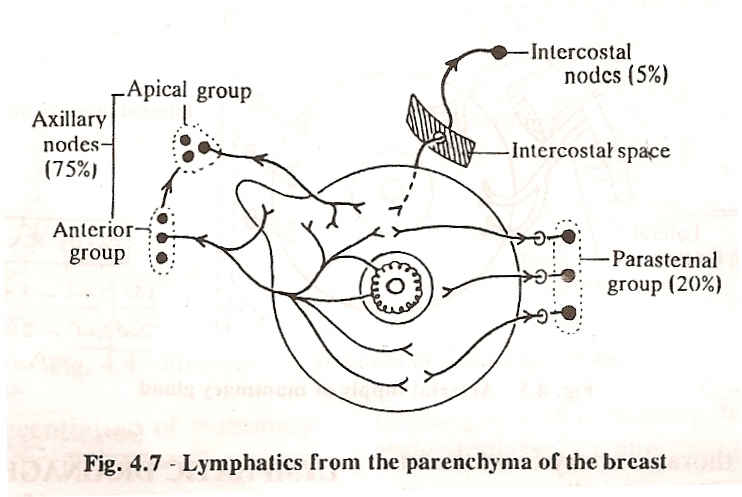 Intercostal
nodes (5%)
Apical group
Axillary
nodes
(75%)
Intercostal space
Anterior
group
Parasternal
group (20%)
Fig. 4.7 - Lymphatics from the parenchyma of the breast